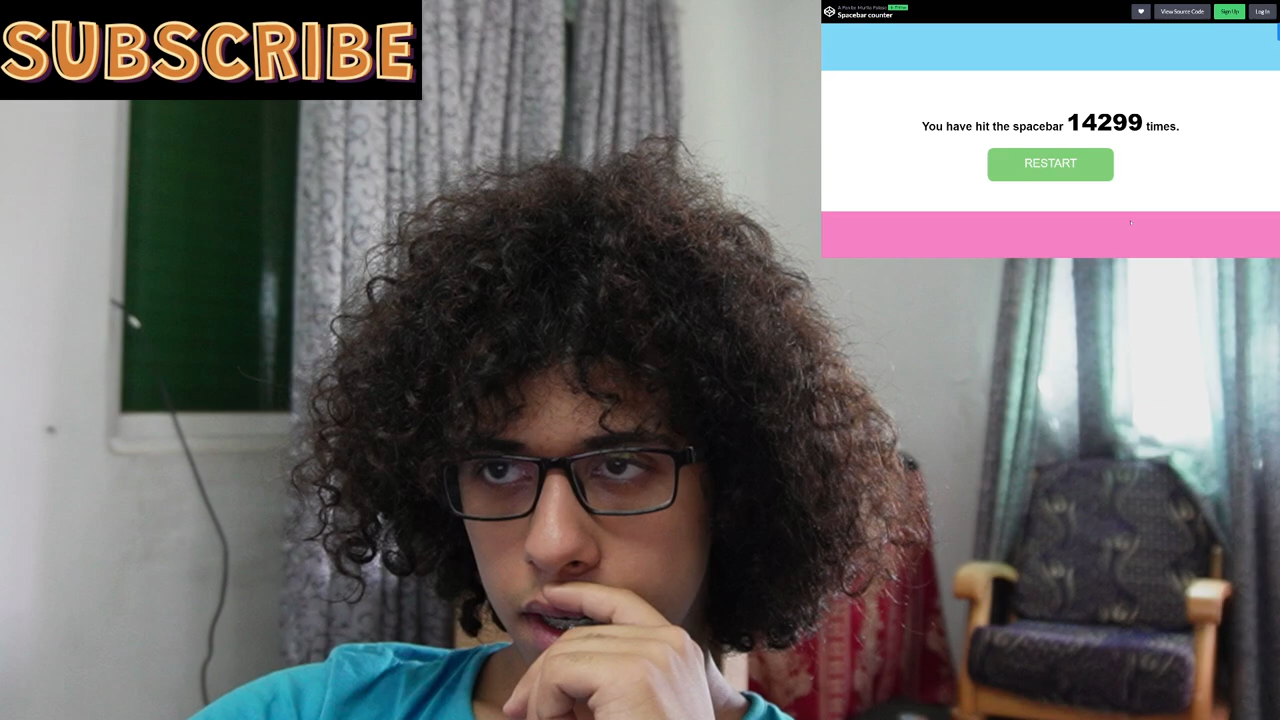 SUBSCRIBE
Spacebar counter
View Source Code
Sign Up
Log In
You have hit the spacebar 14299 times.
RESTART